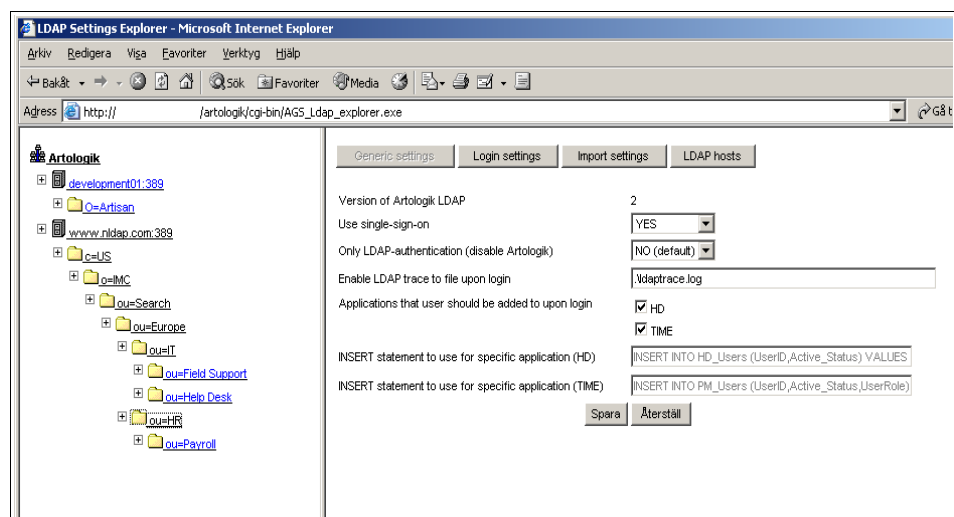 LDAP Settings Explorer - Microsoft Internet Explorer
Arkiv Redigera Visa Favoriter Verktyg Hjälp
Bakåt Sök Favoriter Media
Adress http:// /artologik/cgi-bin/AGS_Ldap_explorer.exe Gå t
Artologik
development01:389
O=Artisan
www.nldap.com:389
c=US
o=IMC
ou=Search
ou=Europe
ou=IT
ou=Field Support
ou=Help Desk
ou=HR
ou=Payroll
Generic settings Login settings Import settings LDAP hosts
Version of Artologik LDAP 2
Use single-sign-on YES
Only LDAP-authentication (disable Artologik) NO (default)
Enable LDAP trace to file upon login .\ldaptrace.log
Applications that user should be added to upon login HD
TIME
INSERT statement to use for specific application (HD) INSERT INTO HD_Users (UserID,Active_Status) VALUES
INSERT statement to use for specific application (TIME) INSERT INTO PM_Users (UserID,Active_Status,UserRole)
Spara Återställ